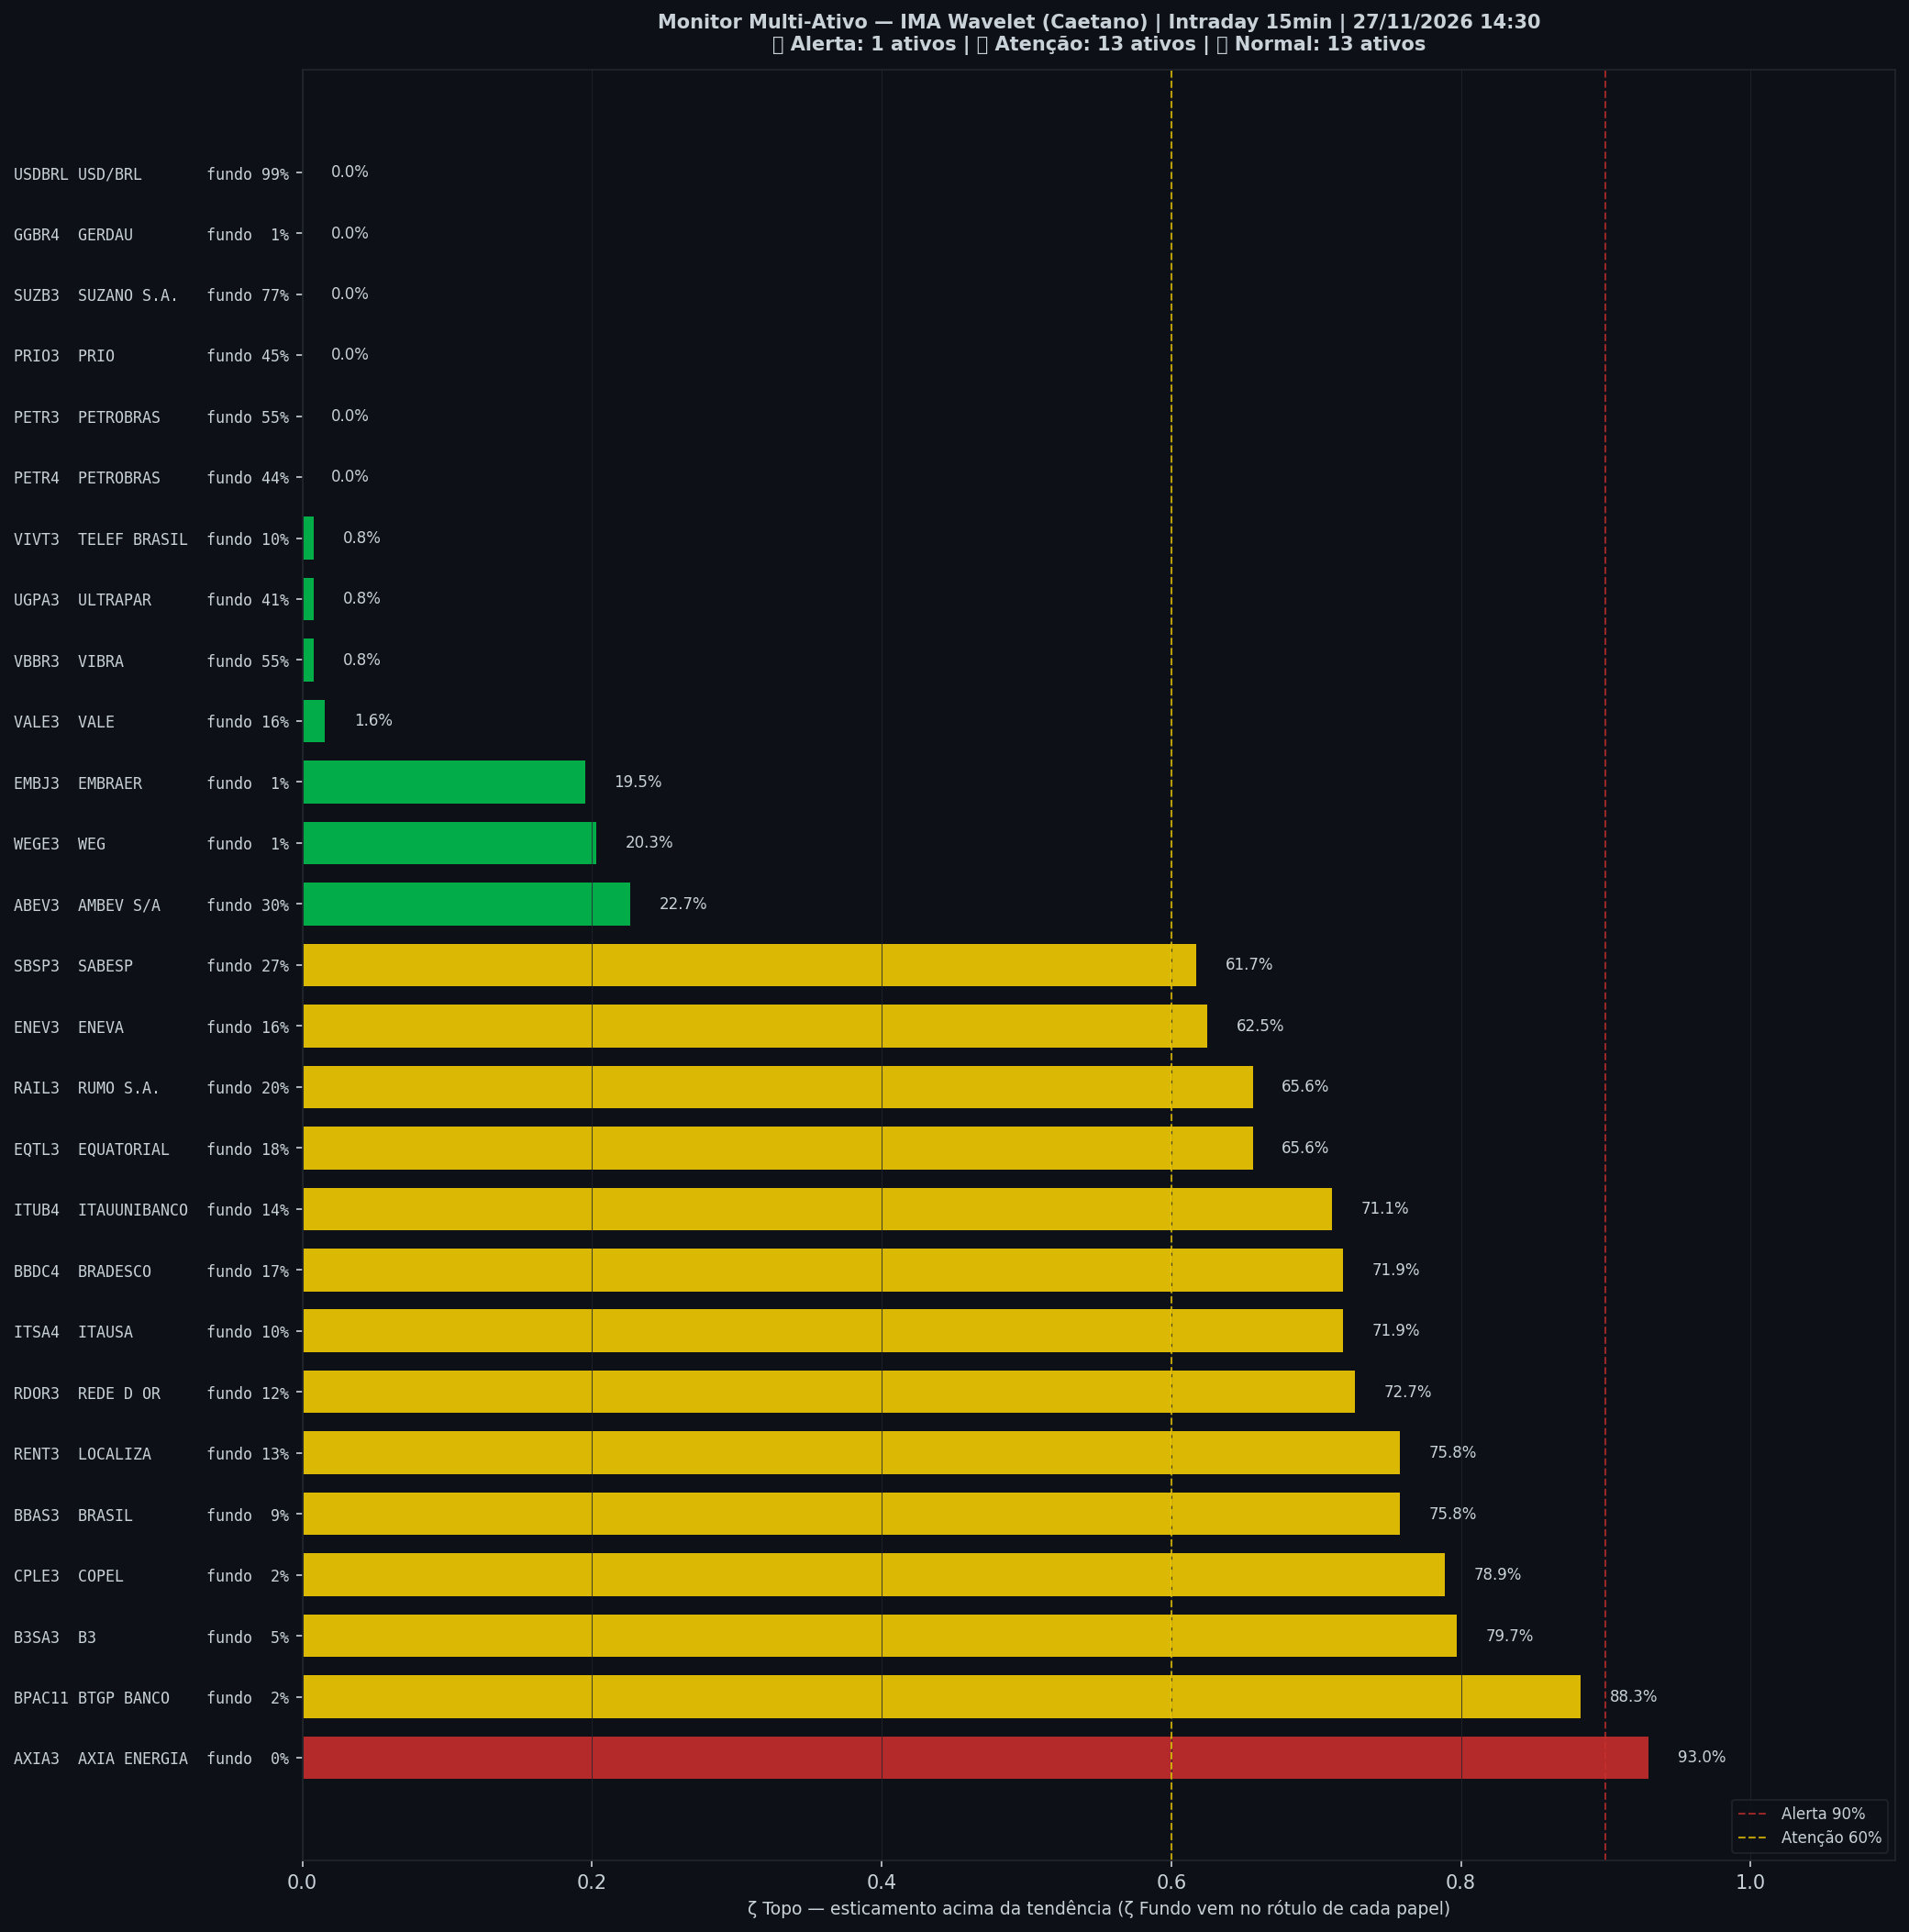 Monitor Multi-Ativo — IMA Wavelet (Caetano) | Intraday 15min | 27/11/2026 14:30
▯ Alerta: 1 ativos | ▯ Atenção: 13 ativos | ▯ Normal: 13 ativos
USDBRL USD/BRL fundo 99% 0.0%
GGBR4 GERDAU fundo 1% 0.0%
SUZB3 SUZANO S.A. fundo 77% 0.0%
PRIO3 PRIO fundo 45% 0.0%
PETR3 PETROBRAS fundo 55% 0.0%
PETR4 PETROBRAS fundo 44% 0.0%
VIVT3 TELEF BRASIL fundo 10% 0.8%
UGPA3 ULTRAPAR fundo 41% 0.8%
VBBR3 VIBRA fundo 55% 0.8%
VALE3 VALE fundo 16% 1.6%
EMBJ3 EMBRAER fundo 1% 19.5%
WEGE3 WEG fundo 1% 20.3%
ABEV3 AMBEV S/A fundo 30% 22.7%
SBSP3 SABESP fundo 27% 61.7%
ENEV3 ENEVA fundo 16% 62.5%
RAIL3 RUMO S.A. fundo 20% 65.6%
EQTL3 EQUATORIAL fundo 18% 65.6%
ITUB4 ITAUUNIBANCO fundo 14% 71.1%
BBDC4 BRADESCO fundo 17% 71.9%
ITSA4 ITAUSA fundo 10% 71.9%
RDOR3 REDE D OR fundo 12% 72.7%
RENT3 LOCALIZA fundo 13% 75.8%
BBAS3 BRASIL fundo 9% 75.8%
CPLE3 COPEL fundo 2% 78.9%
B3SA3 B3 fundo 5% 79.7%
BPAC11 BTGP BANCO fundo 2% 88.3%
AXIA3 AXIA ENERGIA fundo 0% 93.0%
Alerta 90%
Atenção 60%
0.0 0.2 0.4 0.6 0.8 1.0
ζ Topo — esticamento acima da tendência (ζ Fundo vem no rótulo de cada papel)